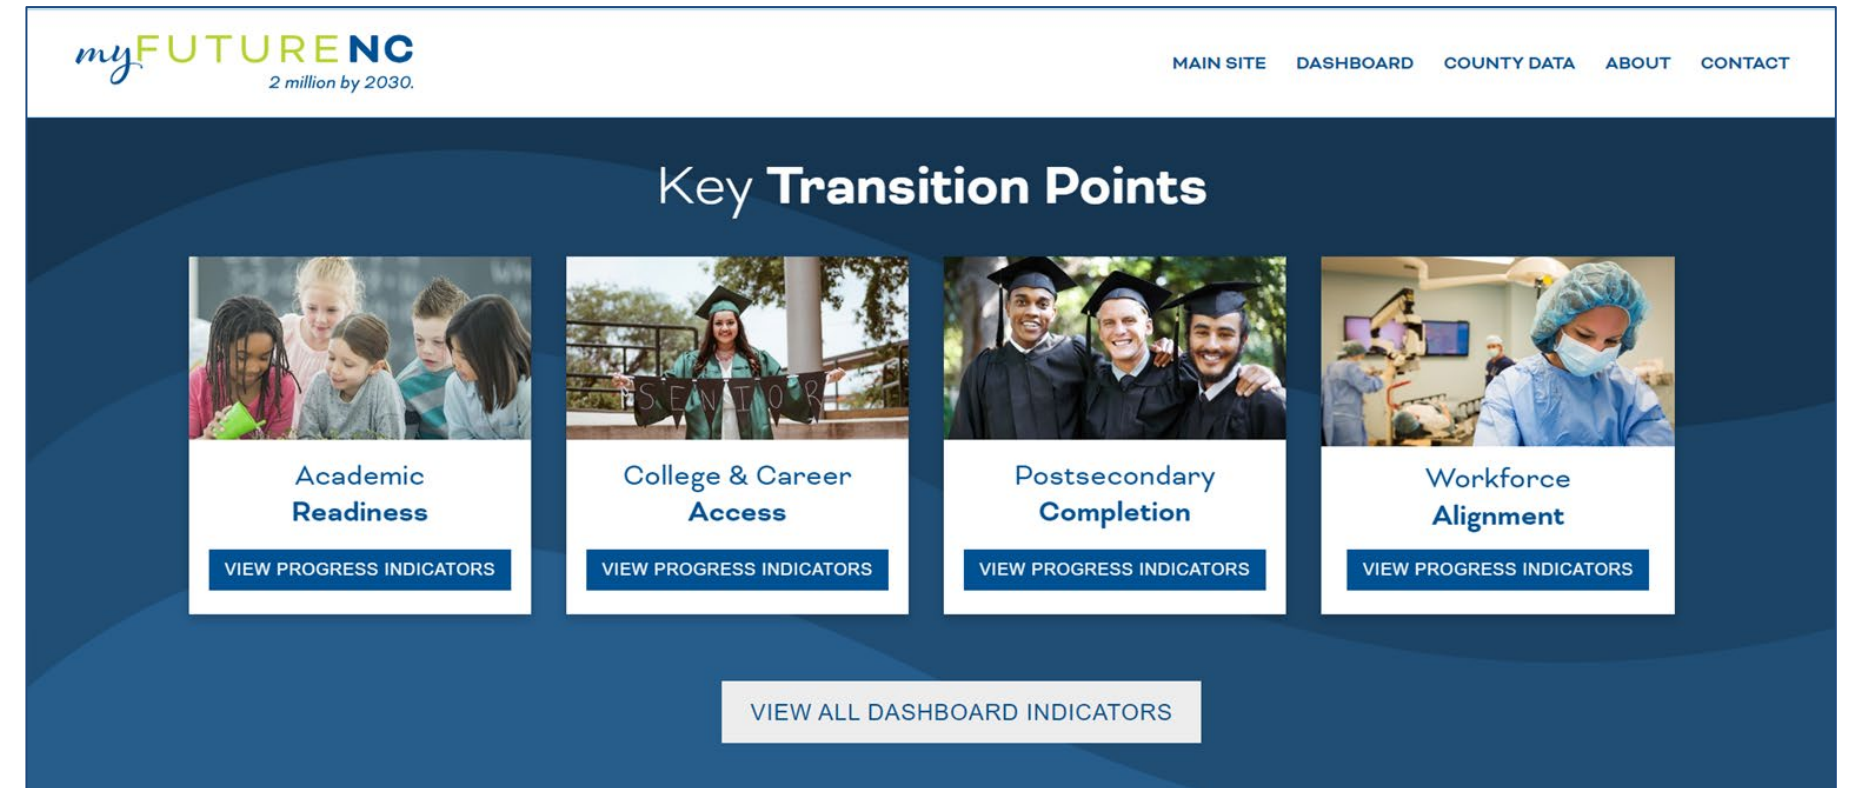 myFUTURENC
2 million by 2030.
MAIN SITE DASHBOARD COUNTY DATA ABOUT CONTACT
Key Transition Points
SENIOR
Academic
Readiness
VIEW PROGRESS INDICATORS
College & Career
Access
VIEW PROGRESS INDICATORS
Postsecondary
Completion
VIEW PROGRESS INDICATORS
Workforce
Alignment
VIEW PROGRESS INDICATORS
VIEW ALL DASHBOARD INDICATORS